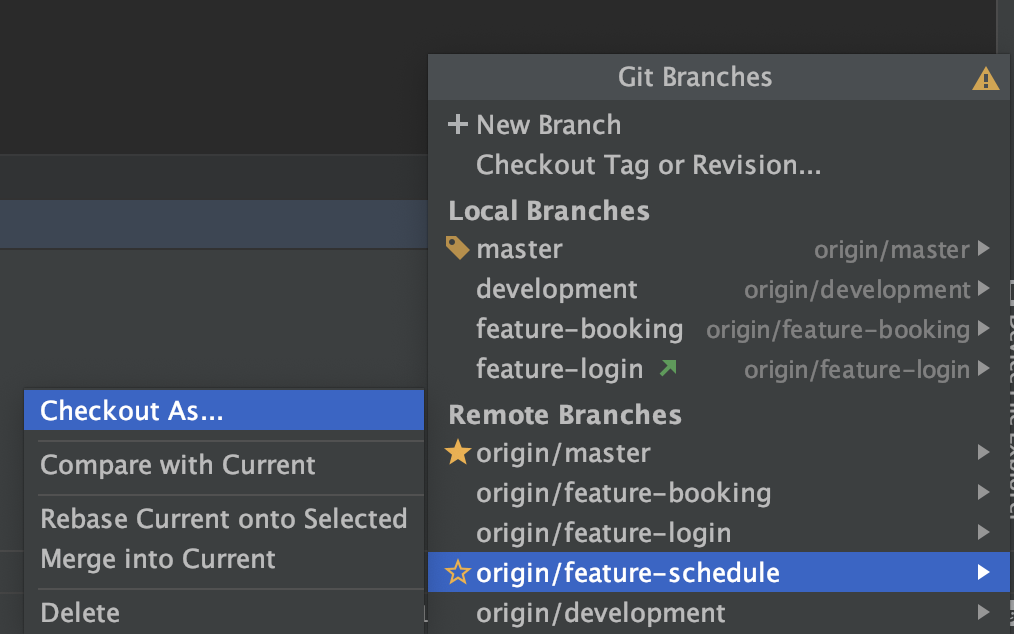 Git Branches
New Branch
Checkout Tag or Revision...
Local Branches
master origin/master
development origin/development
feature-booking origin/feature-booking
feature-login origin/feature-login
Remote Branches
origin/master
origin/feature-booking
origin/feature-login
origin/feature-schedule
origin/development
Checkout As...
Compare with Current
Rebase Current onto Selected
Merge into Current
Delete